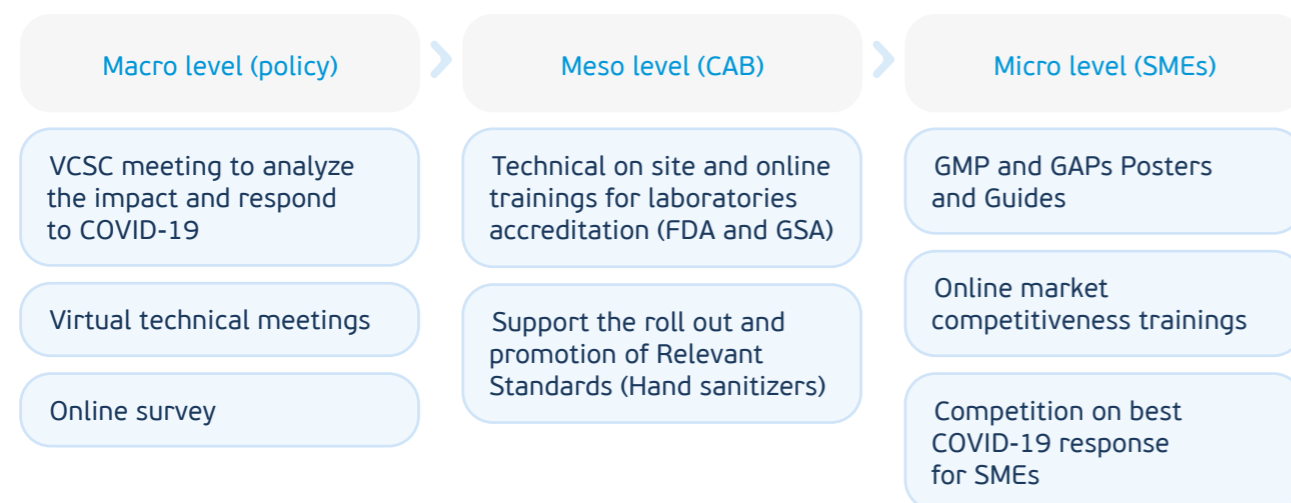 Macro level (policy)
VCSC meeting to analyze
the impact and respond
to COVID-19
Virtual technical meetings
Online survey
Meso level (CAB)
Technical on site and online
trainings for laboratories
accreditation (FDA and GSA)
Support the roll out and
promotion of Relevant
Standards (Hand sanitizers)
Micro level (SMEs)
GMP and GAPs Posters
and Guides
Online market
competitiveness trainings
Competition on best
COVID-19 response
for SMEs